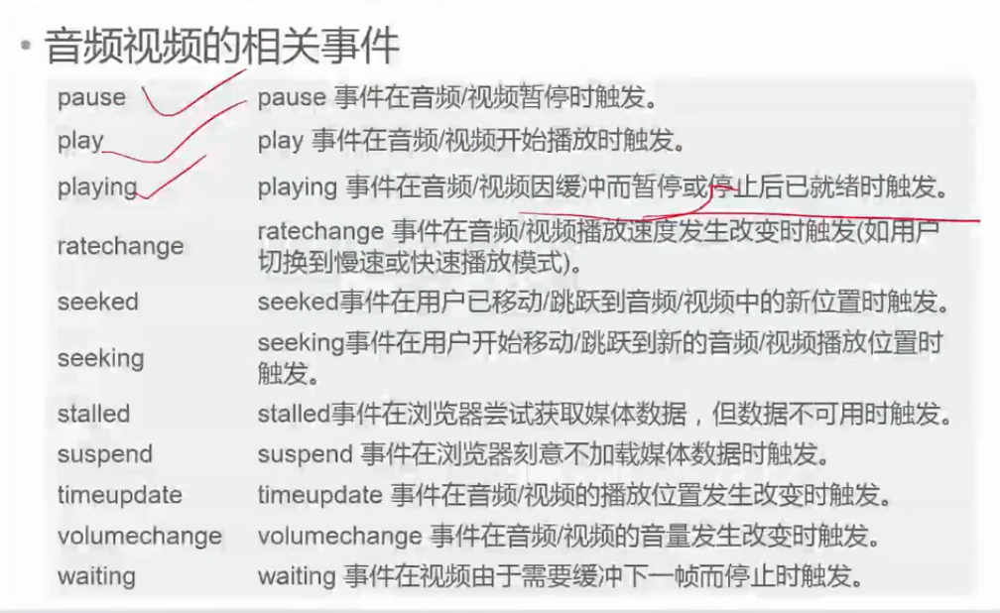 • 音频视频的相关事件
pause pause 事件在音频/视频暂停时触发。
play play 事件在音频/视频开始播放时触发。
playing playing 事件在音频/视频因缓冲而暂停或停止后已就绪时触发。
ratechange ratechange 事件在音频/视频播放速度发生改变时触发(如用户
切换到慢速或快速播放模式)。
seeked seeked事件在用户已移动/跳跃到音频/视频中的新位置时触发。
seeking seeking事件在用户开始移动/跳跃到新的音频/视频播放位置时
触发。
stalled stalled事件在浏览器尝试获取媒体数据，但数据不可用时触发。
suspend suspend 事件在浏览器刻意不加载媒体数据时触发。
timeupdate timeupdate 事件在音频/视频的播放位置发生改变时触发。
volumechange volumechange 事件在音频/视频的音量发生改变时触发。
waiting waiting 事件在视频由于需要缓冲下一帧而停止时触发。